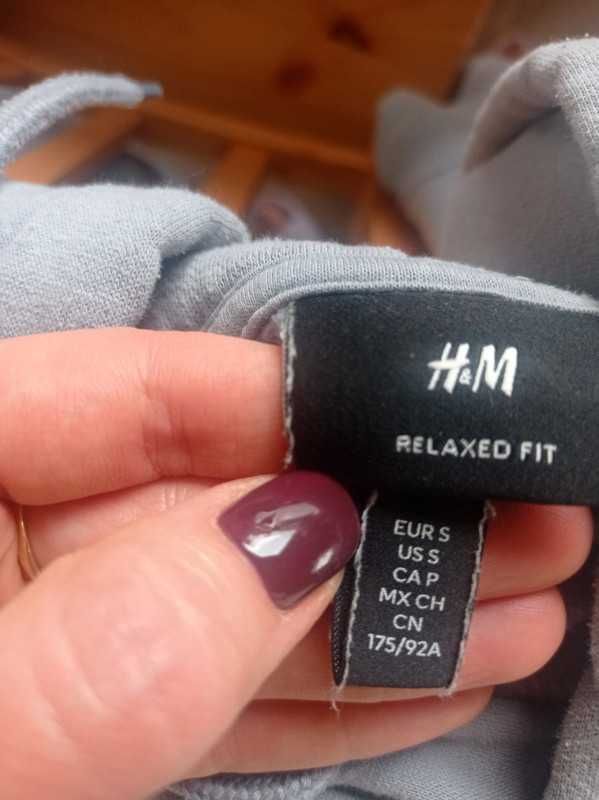 H&M
RELAXED FIT
EUR S
US S
CA P
MX CH
CN
175/92A